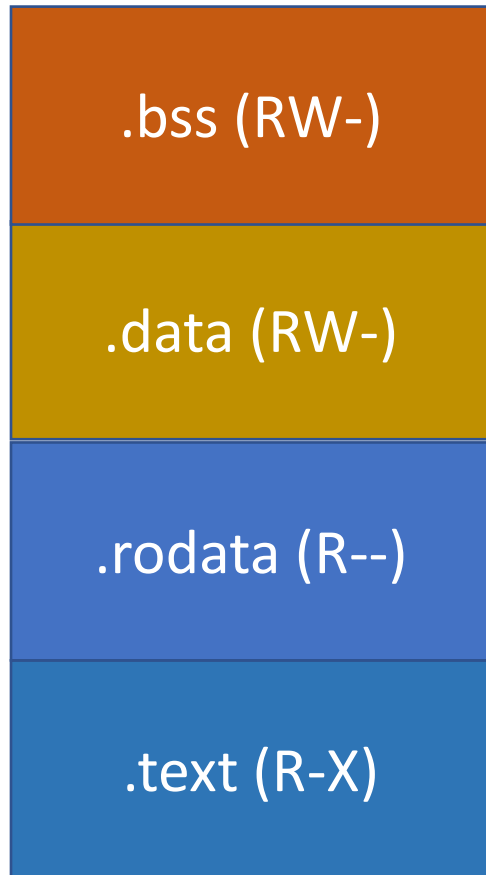 .bss (RW-)
.data (RW-)
.rodata (R--)
.text (R-X)